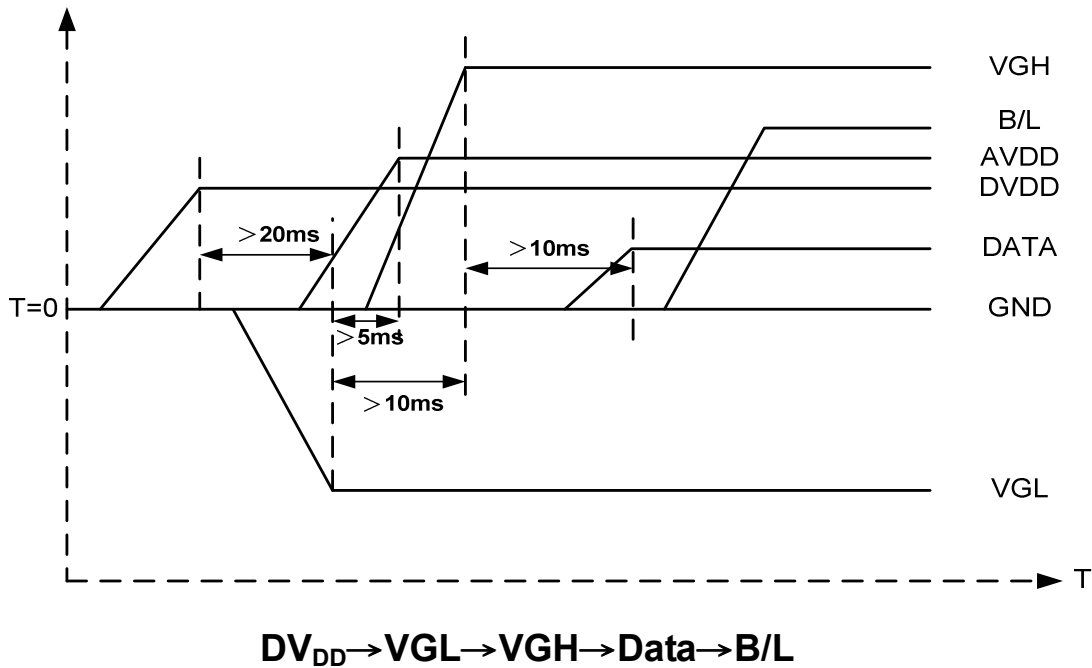 VGH
B/L
AVDD
DVDD
>20ms
>10ms
DATA
T=0
GND
>5ms
>10ms
VGL
T
DVDD→VGL→VGH→Data→B/L